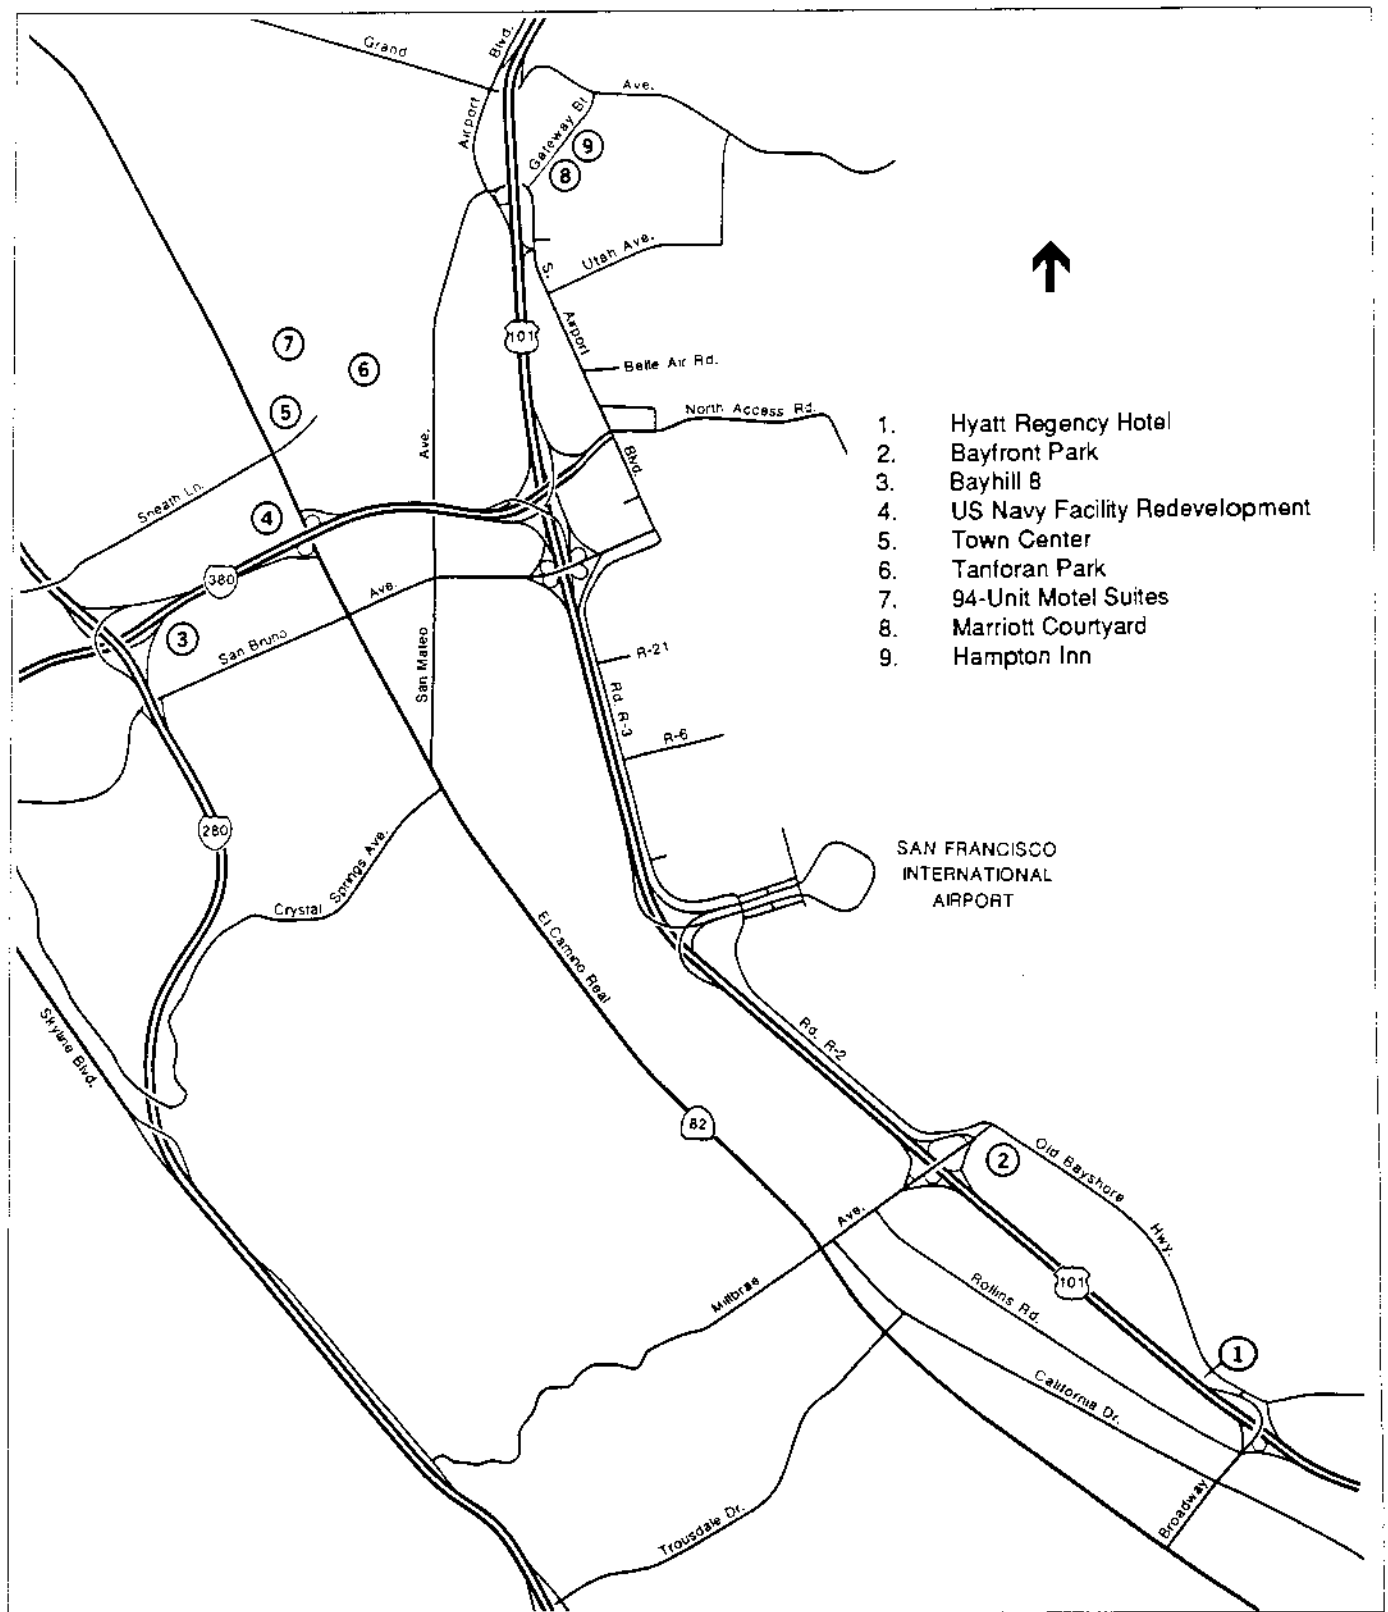 Grand
Blvd.
Airport
Ave.
Gateway Bl
9
8
S.
Utah Ave.
101
Airport
7
6
Belle Air Rd.
5
North Access Rd.
Ave.
Blvd.
Sneath Ln.
4
380
Ave.
3
San Bruno
San Mateo
R-21
Rd. R-3
R-6
1. Hyatt Regency Hotel
2. Bayfront Park
3. Bayhill 8
4. US Navy Facility Redevelopment
5. Town Center
6. Tanforan Park
7. 94-Unit Motel Suites
8. Marriott Courtyard
9. Hampton Inn
280
SAN FRANCISCO
INTERNATIONAL
AIRPORT
Crystal Springs Ave.
El Camino Real
Skyline Blvd.
Rd. R-2
82
2
Old Bayshore Hwy.
Millbrae Ave.
101
Rollins Rd.
1
California Dr.
Broadway
Trousdale Dr.